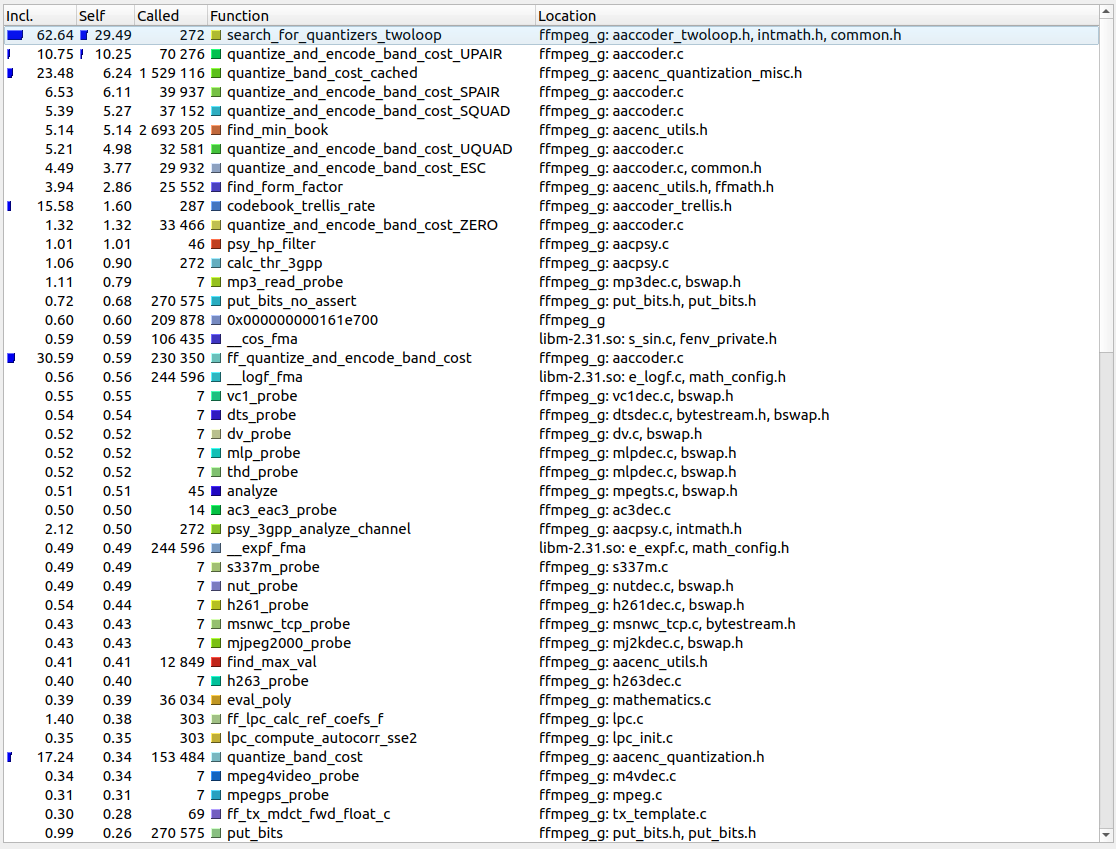 Incl. Self Called Function Location
62.64 29.49 272 search_for_quantizers_twoloop ffmpeg_g: aaccoder_twoloop.h, intmath.h, common.h
10.75 10.25 70 276 quantize_and_encode_band_cost_UPAIR ffmpeg_g: aaccoder.c
23.48 6.24 1 529 116 quantize_band_cost_cached ffmpeg_g: aacenc_quantization_misc.h
6.53 6.11 39 937 quantize_and_encode_band_cost_SPAIR ffmpeg_g: aaccoder.c
5.39 5.27 37 152 quantize_and_encode_band_cost_SQUAD ffmpeg_g: aaccoder.c
5.14 5.14 2 693 205 find_min_book ffmpeg_g: aacenc_utils.h
5.21 4.98 32 581 quantize_and_encode_band_cost_UQUAD ffmpeg_g: aaccoder.c
4.49 3.77 29 932 quantize_and_encode_band_cost_ESC ffmpeg_g: aaccoder.c, common.h
3.94 2.86 25 552 find_form_factor ffmpeg_g: aacenc_utils.h, ffmath.h
15.58 1.60 287 codebook_trellis_rate ffmpeg_g: aaccoder_trellis.h
1.32 1.32 33 466 quantize_and_encode_band_cost_ZERO ffmpeg_g: aaccoder.c
1.01 1.01 46 psy_hp_filter ffmpeg_g: aacpsy.c
1.06 0.90 272 calc_thr_3gpp ffmpeg_g: aacpsy.c
1.11 0.79 7 mp3_read_probe ffmpeg_g: mp3dec.c, bswap.h
0.72 0.68 270 575 put_bits_no_assert ffmpeg_g: put_bits.h, put_bits.h
0.60 0.60 209 878 0x000000000161e700 ffmpeg_g
0.59 0.59 106 435 __cos_fma libm-2.31.so: s_sin.c, fenv_private.h
30.59 0.59 230 350 ff_quantize_and_encode_band_cost ffmpeg_g: aaccoder.c
0.56 0.56 244 596 __logf_fma libm-2.31.so: e_logf.c, math_config.h
0.55 0.55 7 vc1_probe ffmpeg_g: vc1dec.c, bswap.h
0.54 0.54 7 dts_probe ffmpeg_g: dtsdec.c, bytestream.h, bswap.h
0.52 0.52 7 dv_probe ffmpeg_g: dv.c, bswap.h
0.52 0.52 7 mlp_probe ffmpeg_g: mlpdec.c, bswap.h
0.52 0.52 7 thd_probe ffmpeg_g: mlpdec.c, bswap.h
0.51 0.51 45 analyze ffmpeg_g: mpegts.c, bswap.h
0.50 0.50 14 ac3_eac3_probe ffmpeg_g: ac3dec.c
2.12 0.50 272 psy_3gpp_analyze_channel ffmpeg_g: aacpsy.c, intmath.h
0.49 0.49 244 596 __expf_fma libm-2.31.so: e_expf.c, math_config.h
0.49 0.49 7 s337m_probe ffmpeg_g: s337m.c
0.49 0.49 7 nut_probe ffmpeg_g: nutdec.c, bswap.h
0.54 0.44 7 h261_probe ffmpeg_g: h261dec.c, bswap.h
0.43 0.43 7 msnwc_tcp_probe ffmpeg_g: msnwc_tcp.c, bytestream.h
0.43 0.43 7 mjpeg2000_probe ffmpeg_g: mj2kdec.c, bswap.h
0.41 0.41 12 849 find_max_val ffmpeg_g: aacenc_utils.h
0.40 0.40 7 h263_probe ffmpeg_g: h263dec.c
0.39 0.39 36 034 eval_poly ffmpeg_g: mathematics.c
1.40 0.38 303 ff_lpc_calc_ref_coefs_f ffmpeg_g: lpc.c
0.35 0.35 303 lpc_compute_autocorr_sse2 ffmpeg_g: lpc_init.c
17.24 0.34 153 484 quantize_band_cost ffmpeg_g: aacenc_quantization.h
0.34 0.34 7 mpeg4video_probe ffmpeg_g: m4vdec.c
0.31 0.31 7 mpegps_probe ffmpeg_g: mpeg.c
0.30 0.28 69 ff_tx_mdct_fwd_float_c ffmpeg_g: tx_template.c
0.99 0.26 270 575 put_bits ffmpeg_g: put_bits.h, put_bits.h